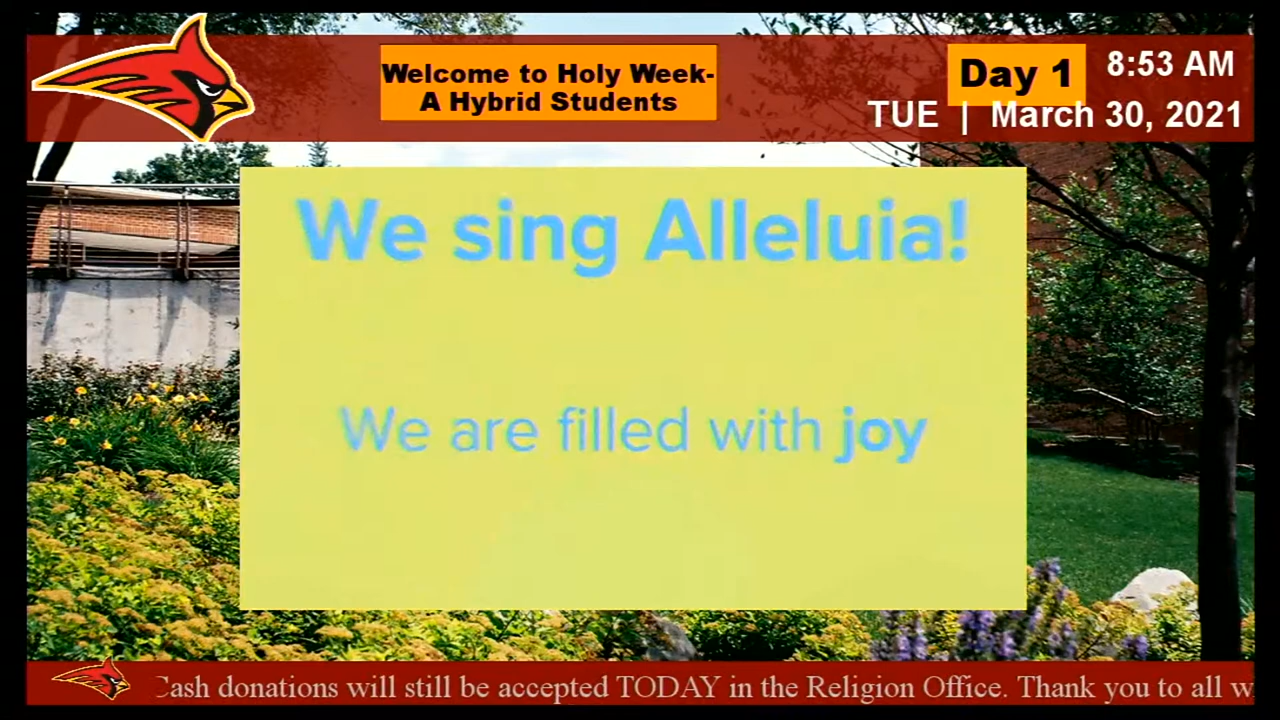 Welcome to Holy Week-
A Hybrid Students
Day 1
8:53 AM
TUE | March 30, 2021
We sing Alleluia!
We are filled with joy
Cash donations will still be accepted TODAY in the Religion Office. Thank you to all